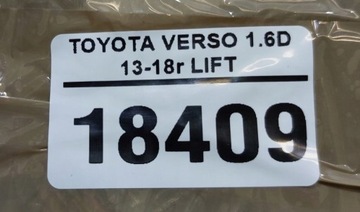 TOYOTA VERSO 1.6D
13-18r LIFT
18409